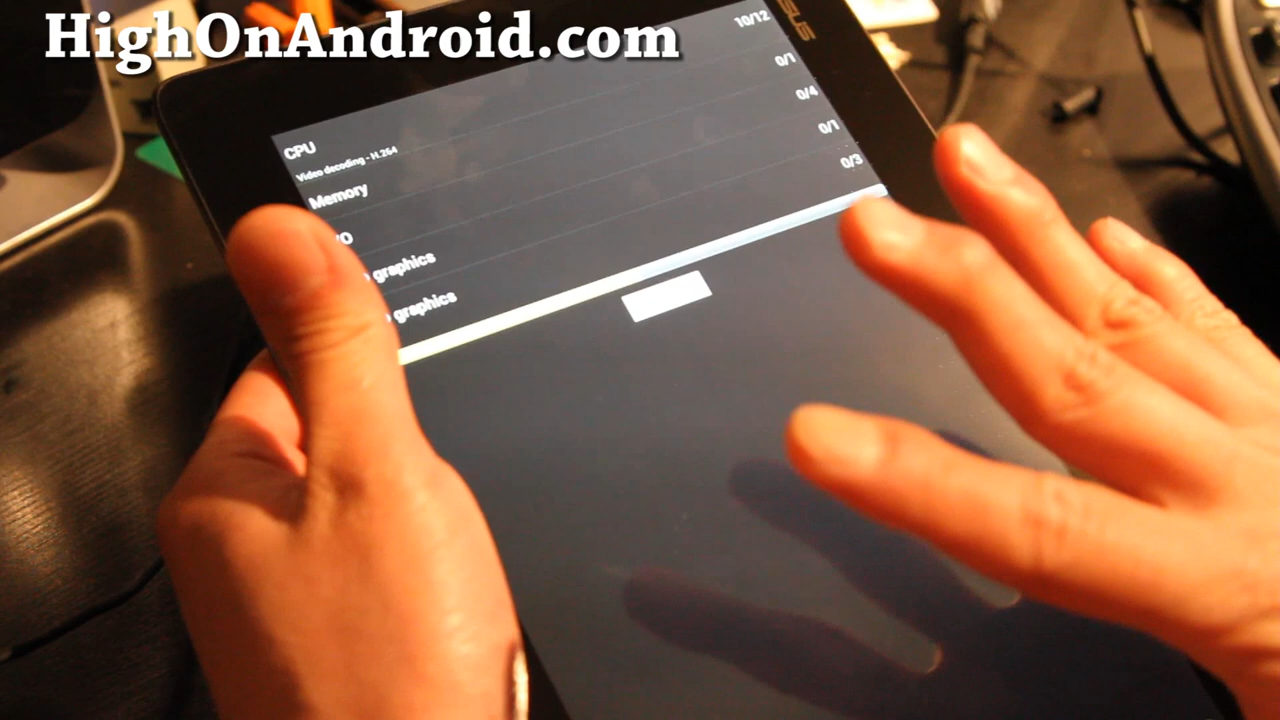 HighOnAndroid.com
ASUS
10/12
CPU
Video decoding - H.264
0/1
Memory
0/4
0/1
graphics
0/3
graphics